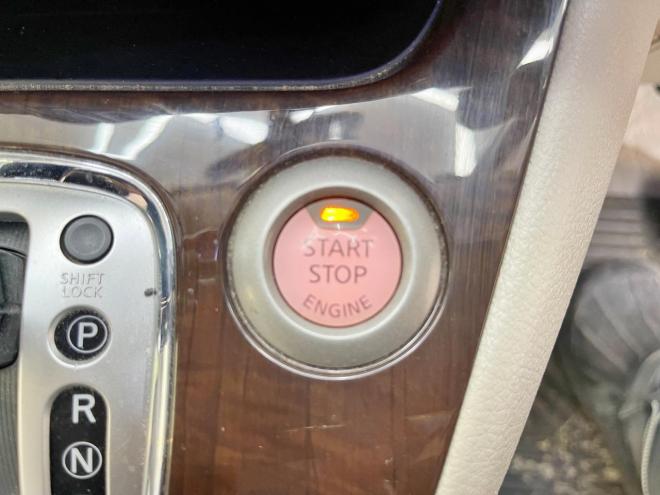 START
STOP
ENGINE
SHIFT
LOCK
P
R
N